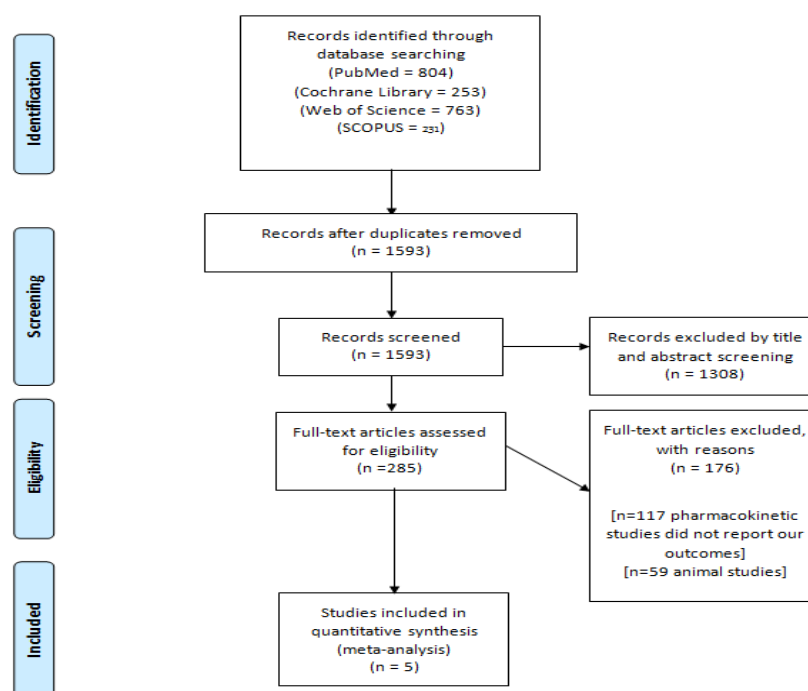 Identification
Records identified through
database searching
(PubMed = 804)
(Cochrane Library = 253)
(Web of Science = 763)
(SCOPUS = 231)
Screening
Records after duplicates removed
(n = 1593)
Records screened
(n = 1593)
Records excluded by title
and abstract screening
(n = 1308)
Eligibility
Full-text articles assessed
for eligibility
(n =285)
Full-text articles excluded,
with reasons
(n = 176)
[n=117 pharmacokinetic
studies did not report our
outcomes]
[n=59 animal studies]
Included
Studies included in
quantitative synthesis
(meta-analysis)
(n = 5)